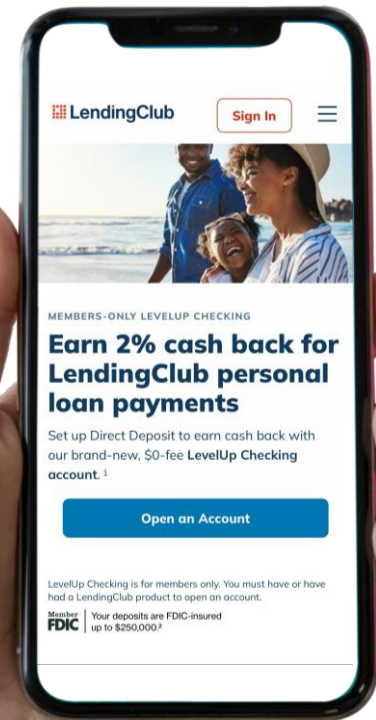 LendingClub
Sign In
MEMBERS-ONLY LEVELUP CHECKING
Earn 2% cash back for
LendingClub personal
loan payments
Set up Direct Deposit to earn cash back with
our brand-new, $0-fee LevelUp Checking
account. ¹
Open an Account
LevelUp Checking is for members only. You must have or have
had a LendingClub product to open an account.
Member
FDIC
Your deposits are FDIC-insured
up to $250,000.²